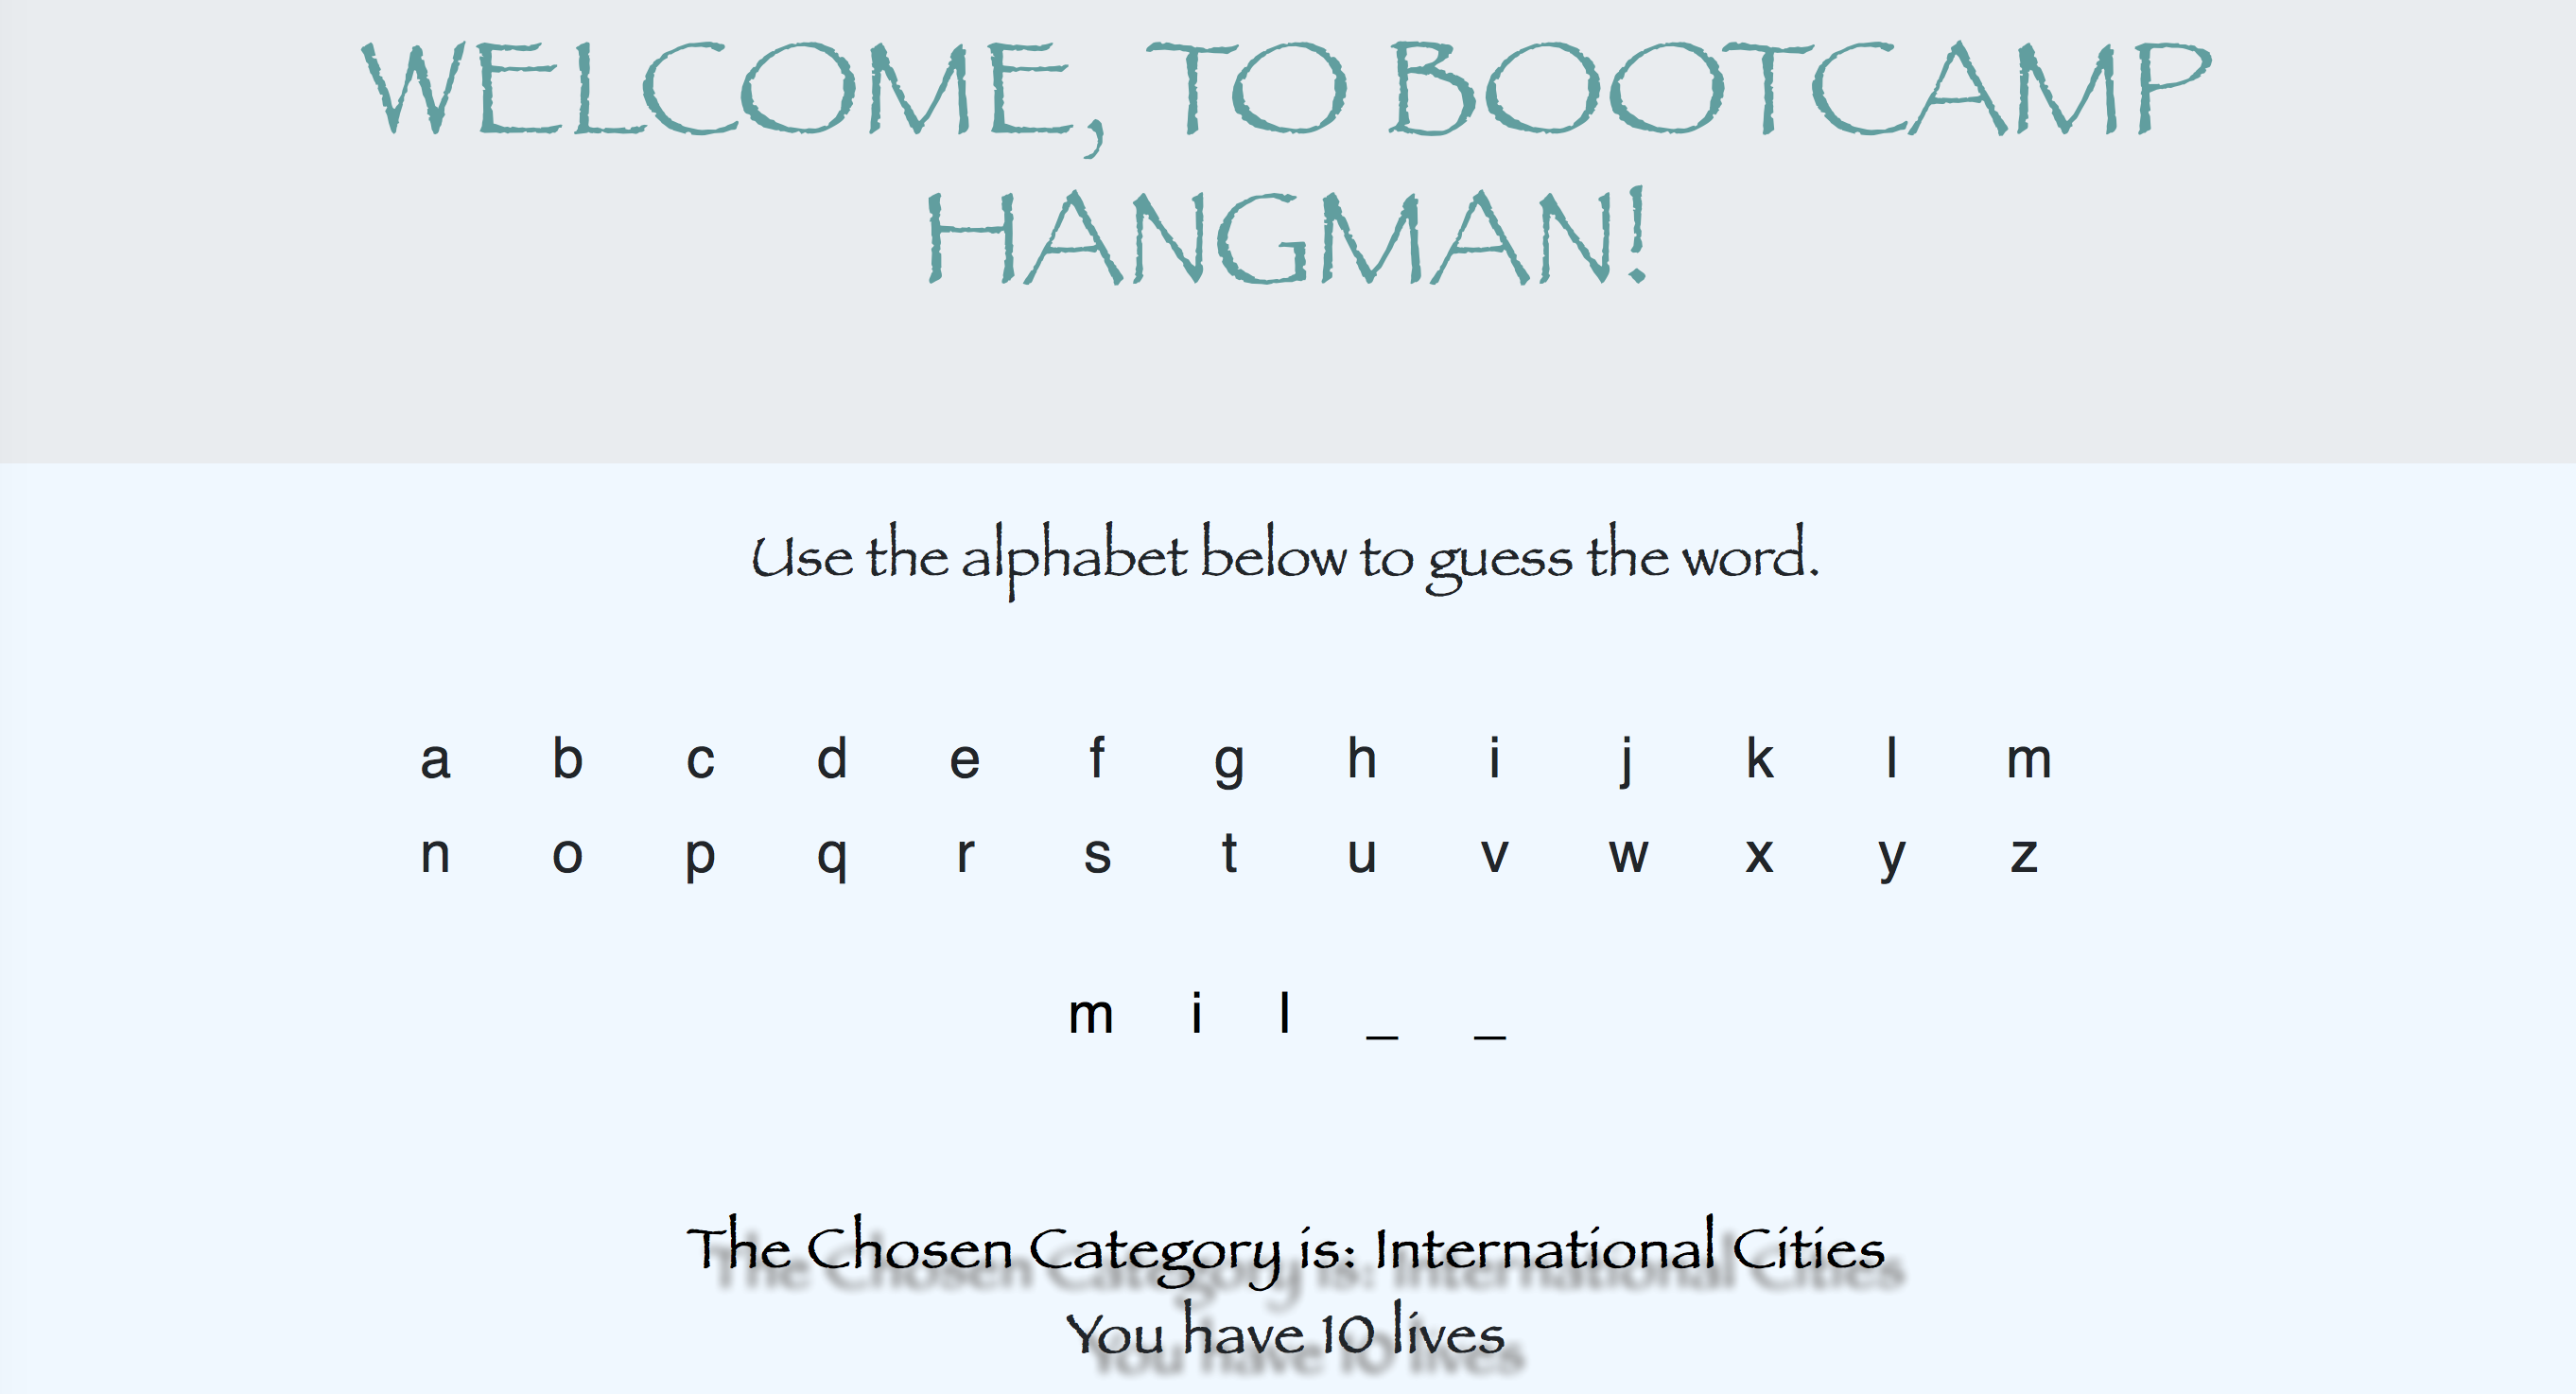 WELCOME, TO BOOTCAMP
HANGMAN!
Use the alphabet below to guess the word.
a b c d e f g h i j k l m
n o p q r s t u v w x y z
m i l _ _
The Chosen Category is: International Cities
You have 10 lives